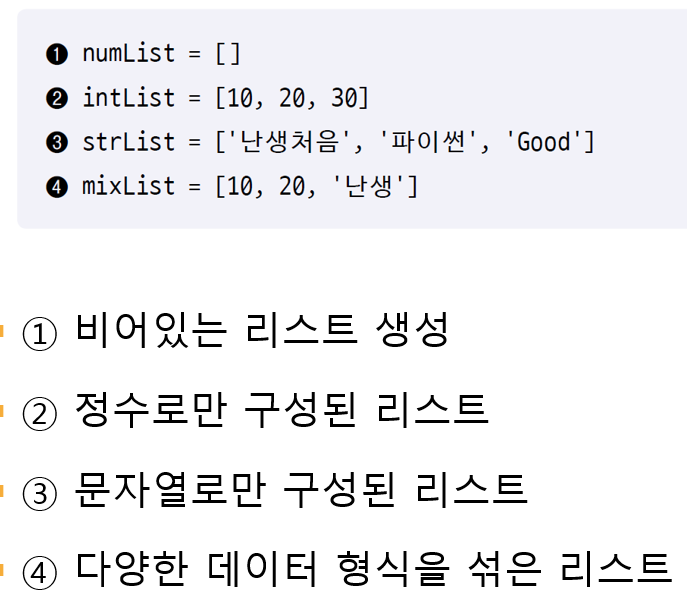 ❶ numList = []
❷ intList = [10, 20, 30]
❸ strList = ['난생처음', '파이썬', 'Good']
❹ mixList = [10, 20, '난생']
① 비어있는 리스트 생성
② 정수로만 구성된 리스트
③ 문자열로만 구성된 리스트
④ 다양한 데이터 형식을 섞은 리스트